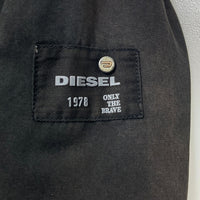 DIESEL
1978
ONLY
THE
BRAVE